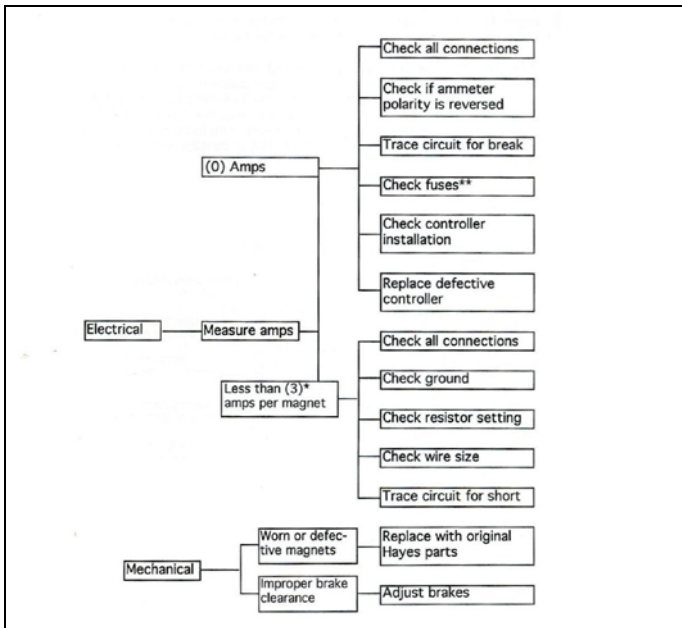 Check all connections
Check if ammeter
polarity is reversed
Trace circuit for break
(0) Amps
Check fuses**
Check controller
installation
Replace defective
controller
Electrical
Measure amps
Check all connections
Less than (3)*
amps per magnet
Check ground
Check resistor setting
Check wire size
Trace circuit for short
Worn or defec-
tive magnets
Replace with original
Hayes parts
Mechanical
Improper brake
clearance
Adjust brakes